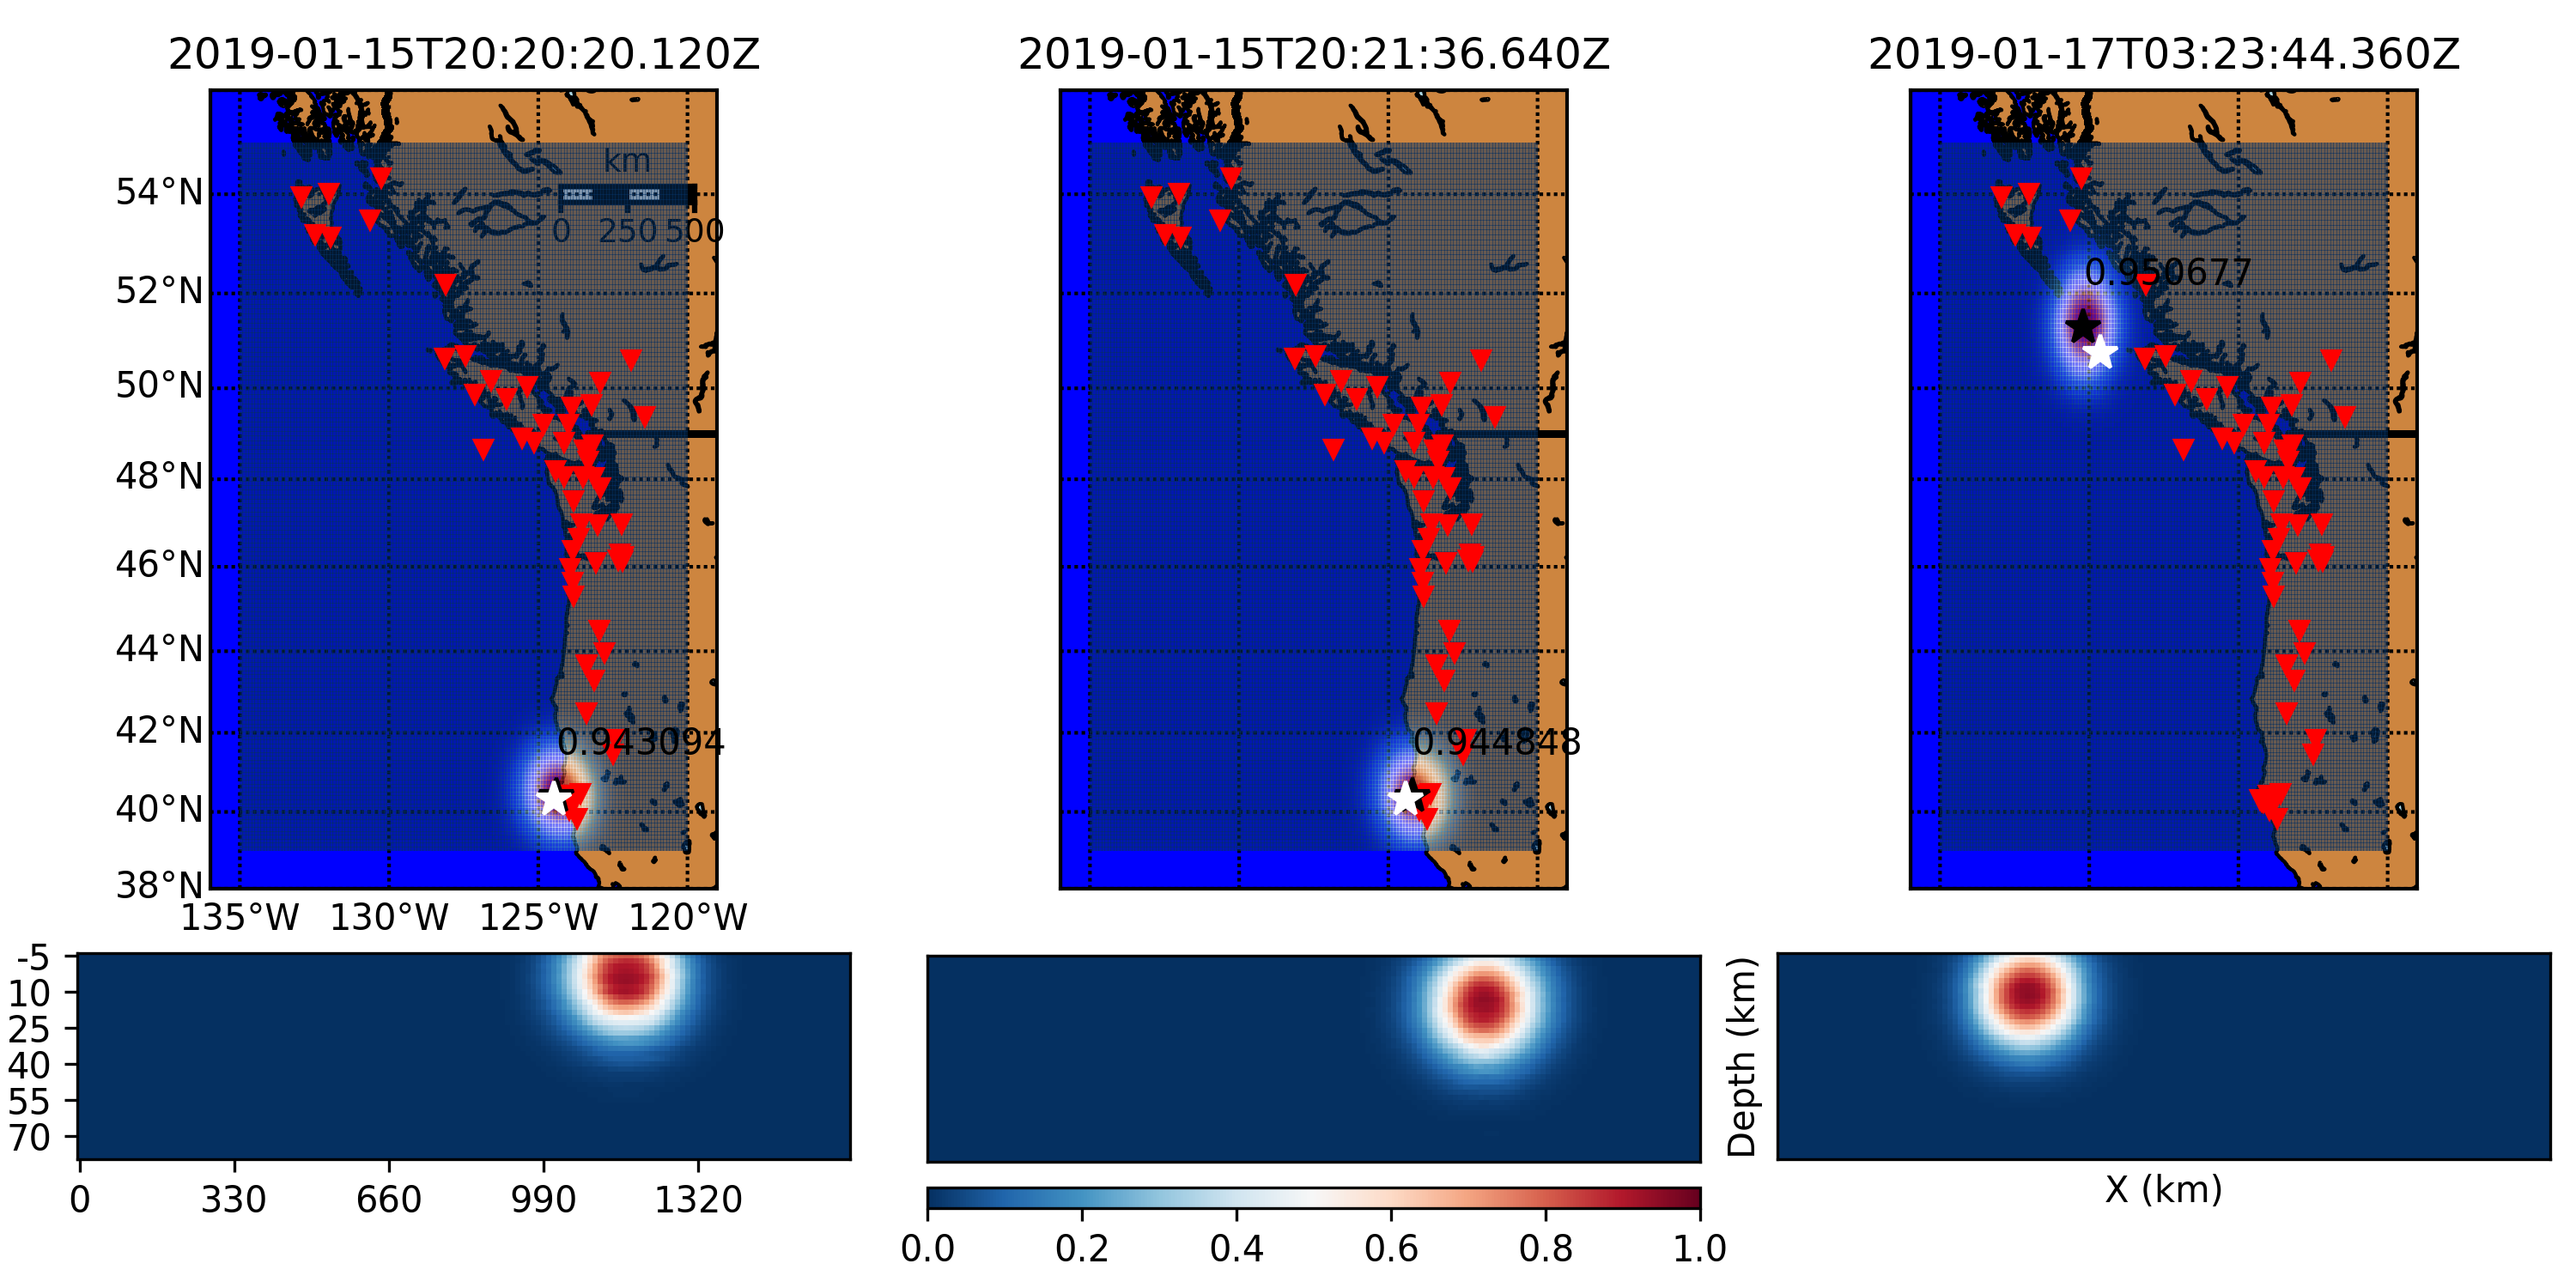 2019-01-15T20:20:20.120Z
2019-01-15T20:21:36.640Z
2019-01-17T03:23:44.360Z
km
0 250 500
54°N
52°N
50°N
48°N
46°N
44°N
42°N
40°N
38°N
135°W 130°W 125°W 120°W
0.943094
0.944848
0.950677
-5
10
25
40
55
70
0 330 660 990 1320
0.0 0.2 0.4 0.6 0.8 1.0
Depth (km)
X (km)